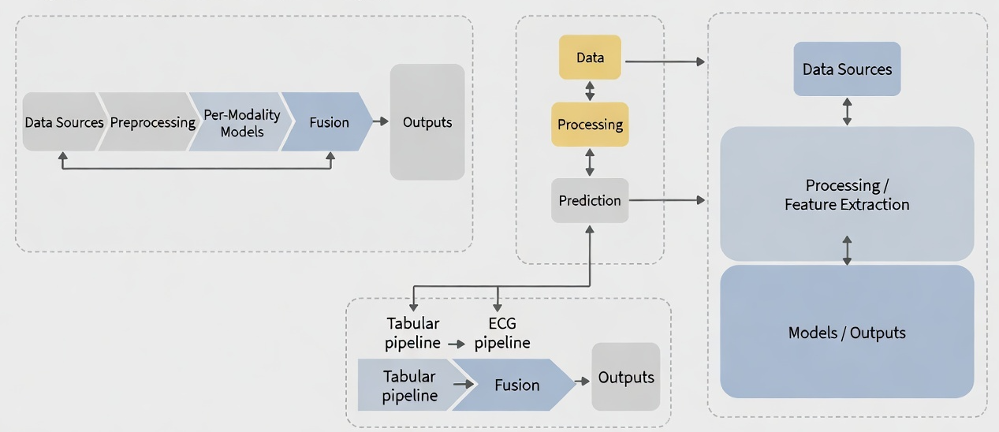 Data Sources
Preprocessing
Per-Modality
Models
Fusion
Outputs
Data
Processing
Prediction
Data Sources
Processing /
Feature Extraction
Models / Outputs
Tabular
pipeline
ECG
pipeline
Tabular
pipeline
Fusion
Outputs